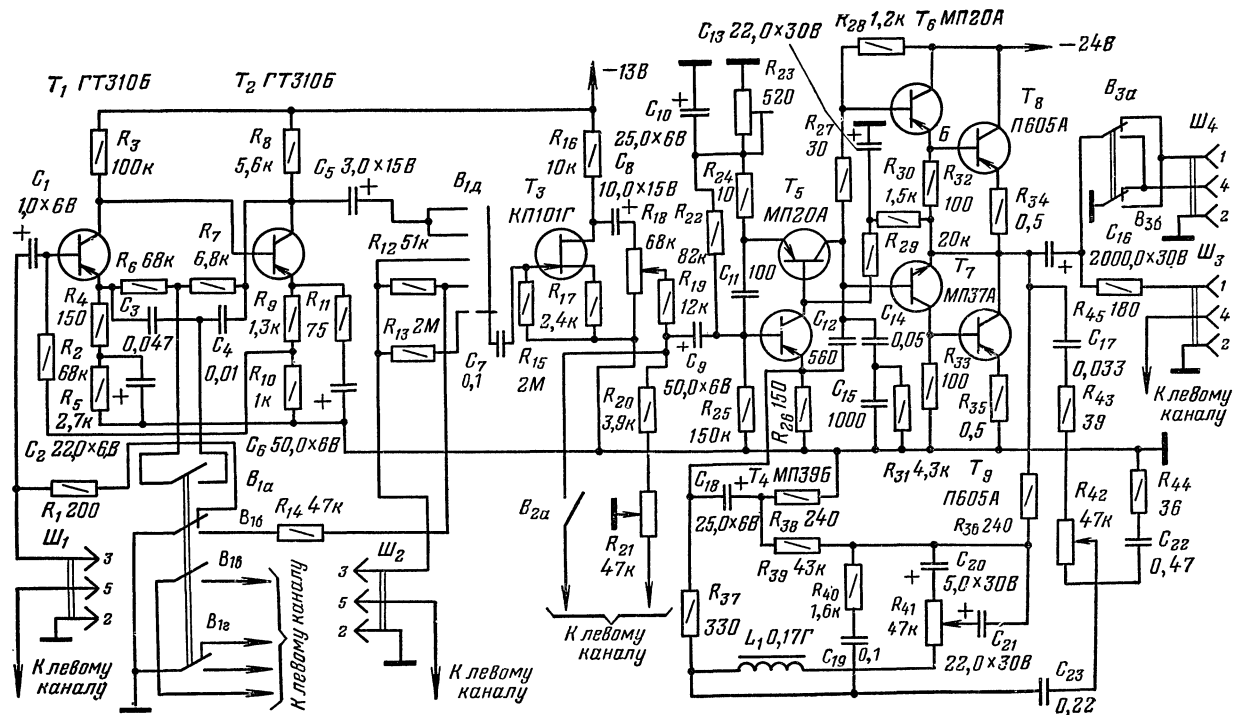 R28 1,2к
T6 МП20А
C13 22,0×30В
–24В
T1 ГТ310Б
T2 ГТ310Б
–13В
R23
520
C10
25,0×6В
R27
30
T8
П605А
В3а
Ш4
R3
100к
R8
5,6к
R16
10к
Б
1
4
2
C1
1,0×6В
C5 3,0×15В
В1д
T3
КП101Г
C8
10,0×15В
R24
10
T5
МП20А
R30
1,5к
R32
100
R34
0,5
R18
68к
R22
82к
R29
20к
В3б
C16
2000,0×30В
R7
6,8к
R6 68к
R12 51к
R19
12к
C11
100
T7
МП37А
Ш3
1
4
2
R45 180
R4
150
C3
0,047
C4
0,01
R9
1,3к
R11
75
R13 2М
R17
2,4к
R15
2М
C7
0,1
C9
50,0×6В
C12
560
C14
0,05
C17
0,033
R2
68к
R5
2,7к
R10
1к
R20
3,9к
R25
150к
R26 150
C15
1000
R33
100
R35
0,5
R43
39
К левому
каналу
C2 22,0×6,В
C6 50,0×6В
R31 4,3к
T9
П605А
R1 200
В1а
В1б
R14 47к
В2а
C18
25,0×6В
T4 МП39Б
R38 240
R36 240
R42
47к
R44
36
Ш1
3
5
2
Ш2
3
5
2
В1в
В1г
К левому каналу
R21
47к
R39 43к
R40
1,6к
C20
5,0×30В
C22
0,47
R37
330
R41
47к
C21
22,0×30В
L1 0,17Г
C19
0,1
C23
0,22
К левому
каналу
К левому
каналу
К левому
каналу